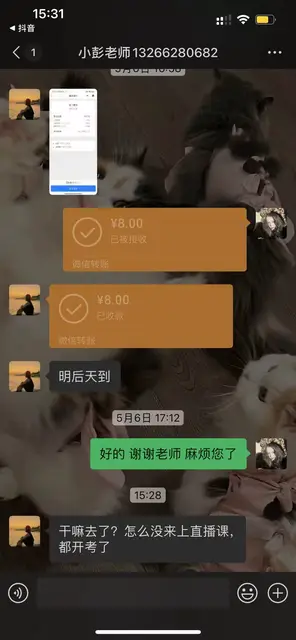 15:31
抖音
1
小彭老师13266280682
¥8.00
已被接收
微信转账
¥8.00
已收款
微信转账
明后天到
5月6日 17:12
好的 谢谢老师 麻烦您了
15:28
干嘛去了？怎么没来上直播课，
都开考了